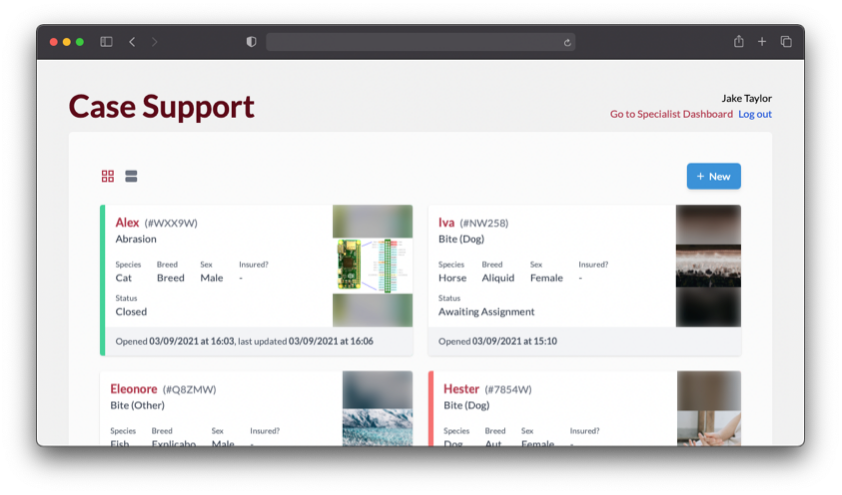 Case Support
Jake Taylor
Go to Specialist Dashboard Log out
+ New
Alex (#WXX9W)
Abrasion
Species Breed Sex Insured?
Cat Breed Male -
Status
Closed
Opened 03/09/2021 at 16:03, last updated 03/09/2021 at 16:06
Iva (#NW258)
Bite (Dog)
Species Breed Sex Insured?
Horse Aliquid Female -
Status
Awaiting Assignment
Opened 03/09/2021 at 15:10
Eleonore (#Q8ZMW)
Bite (Other)
Species Breed Sex Insured?
Fish Explicabo Male -
Hester (#7854W)
Bite (Dog)
Species Breed Sex Insured?
Dog Aut Female -